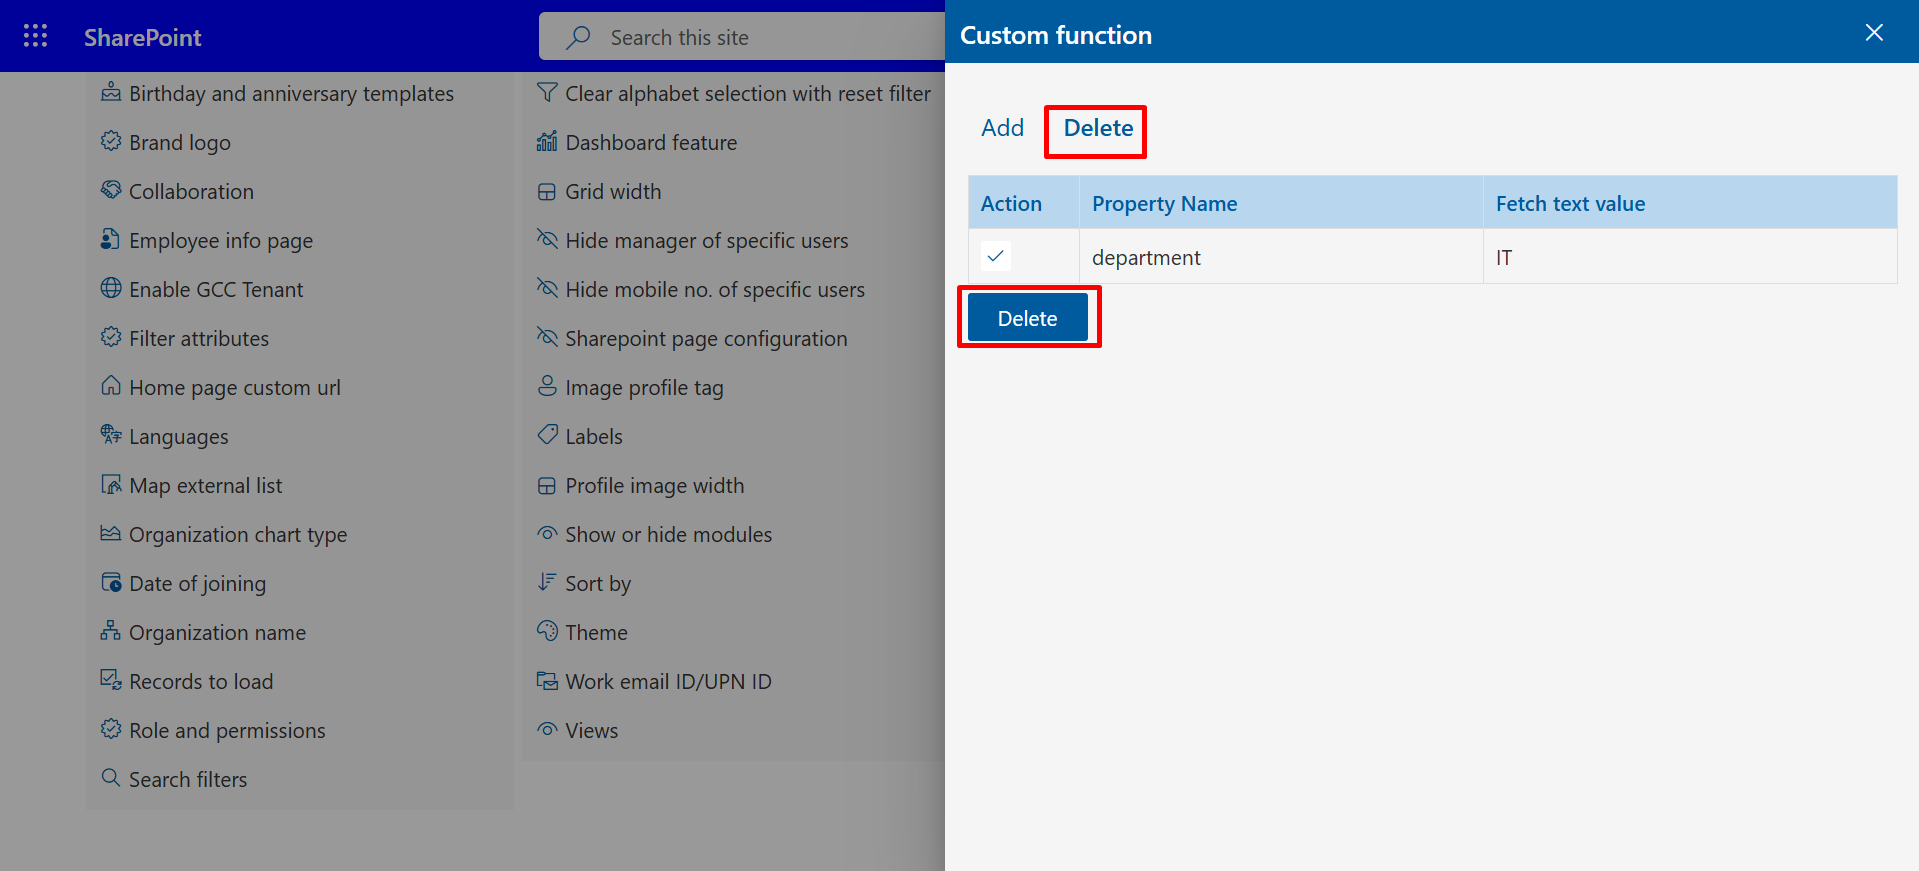 SharePoint
Search this site
Birthday and anniversary templates
Brand logo
Collaboration
Employee info page
Enable GCC Tenant
Filter attributes
Home page custom url
Languages
Map external list
Organization chart type
Date of joining
Organization name
Records to load
Role and permissions
Search filters
Clear alphabet selection with reset filter
Dashboard feature
Grid width
Hide manager of specific users
Hide mobile no. of specific users
Sharepoint page configuration
Image profile tag
Labels
Profile image width
Show or hide modules
Sort by
Theme
Work email ID/UPN ID
Views
Custom function
Add Delete
Action Property Name Fetch text value
department IT
Delete